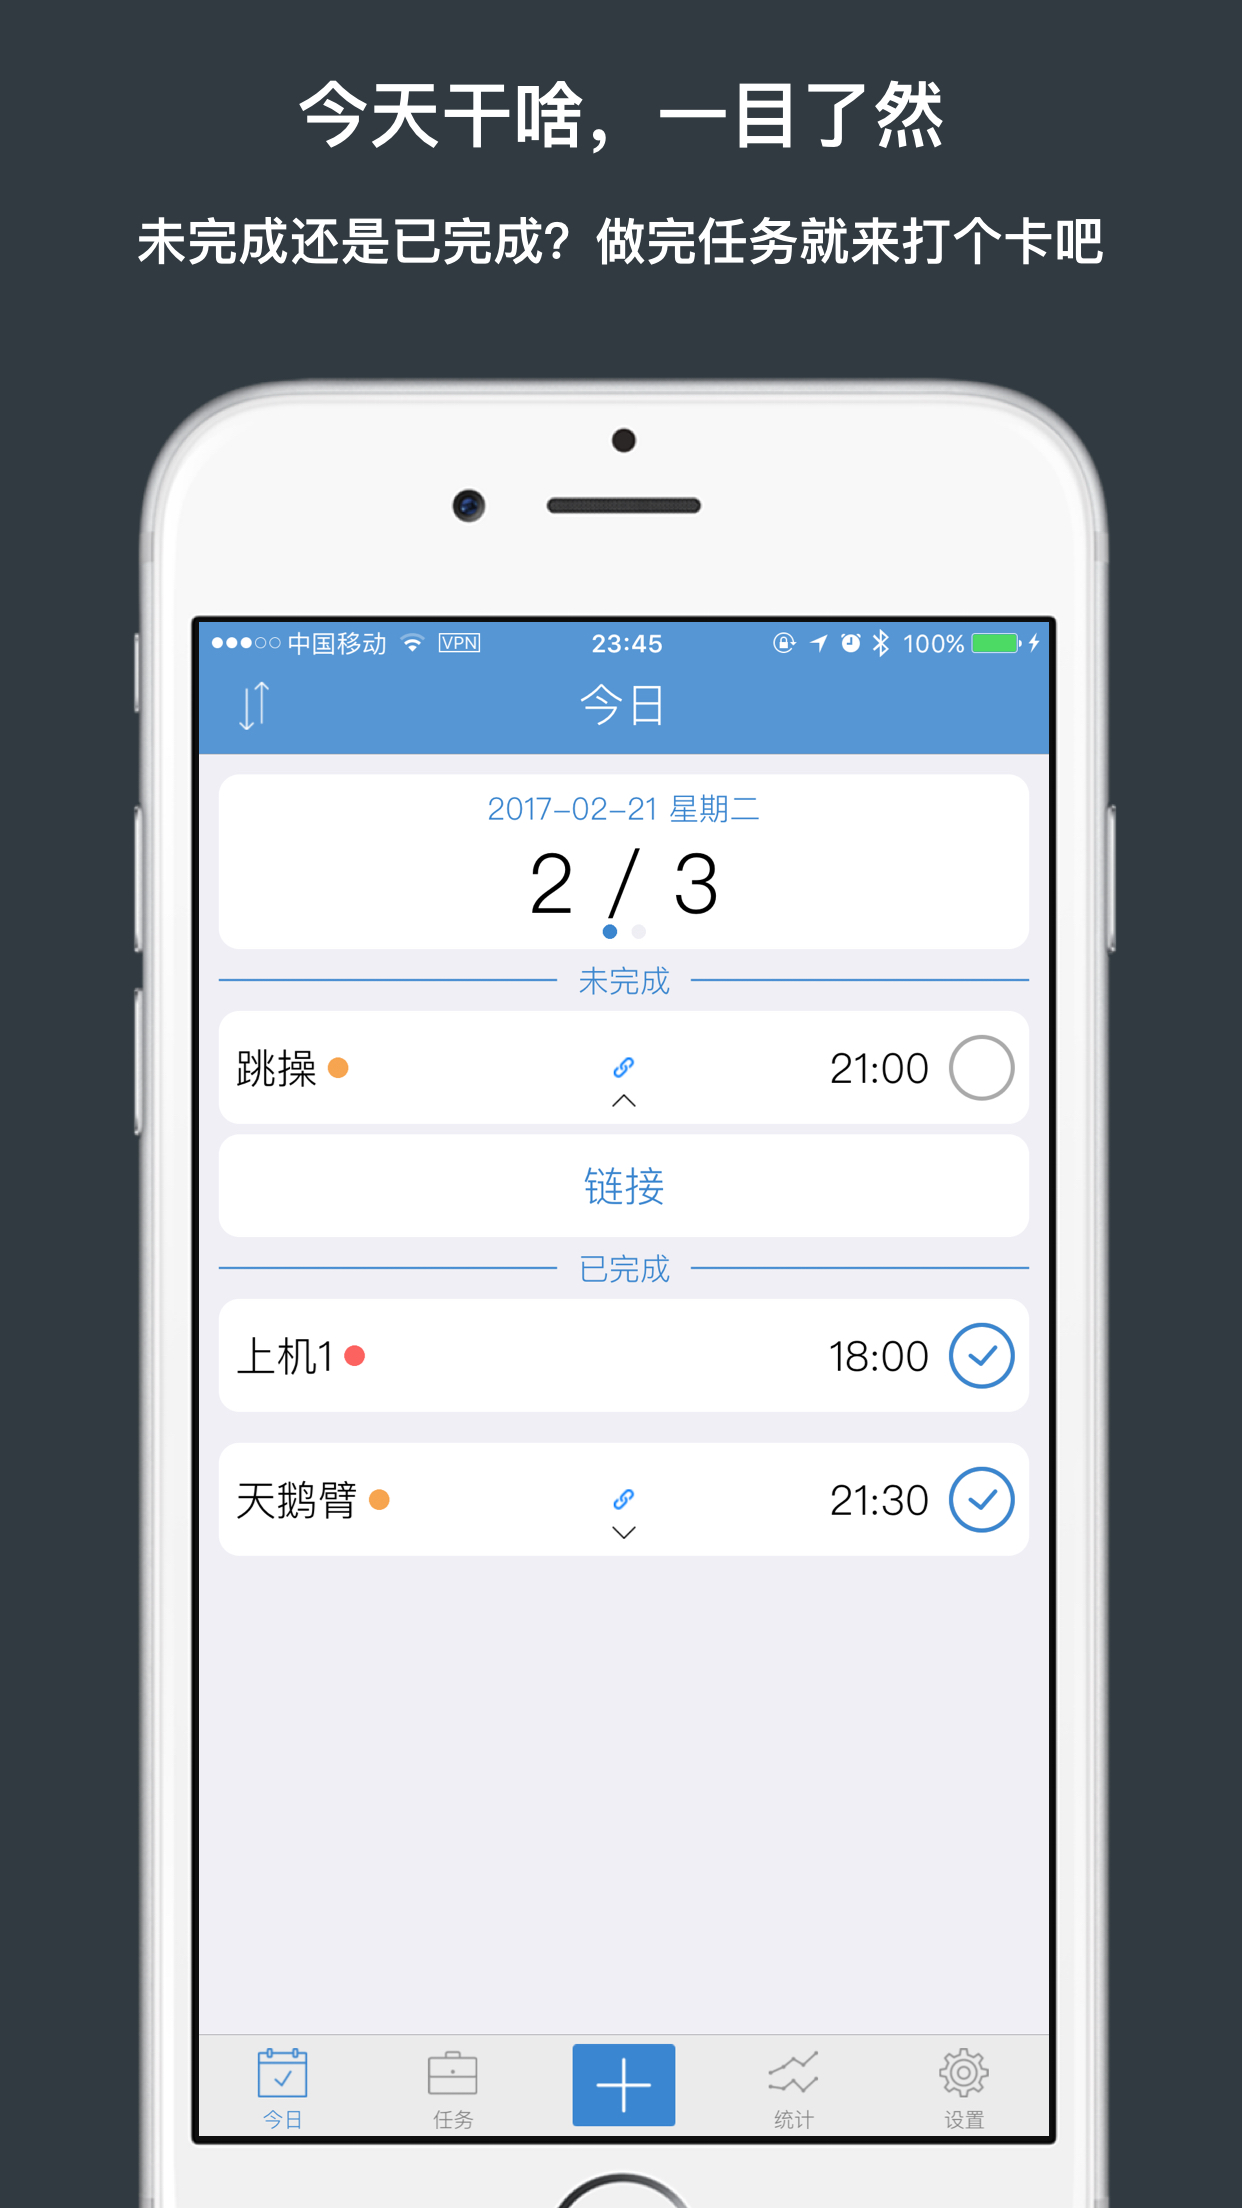 今天干啥，一目了然
未完成还是已完成？做完任务就来打个卡吧
中国移动 VPN 23:45 100%
今日
2017-02-21 星期二
2 / 3
未完成
跳操 21:00
链接
已完成
上机1 18:00
天鹅臂 21:30
今日 任务 统计 设置